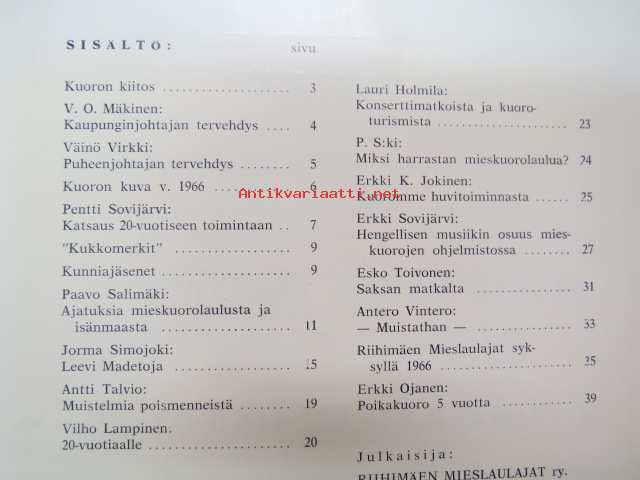 SISÄLTÖ: sivu
Kuoron kiitos .................... 3
V. O. Mäkinen:
Kaupunginjohtajan tervehdys .... 4
Väinö Virkki:
Puheenjohtajan tervehdys ........ 5
Kuoron kuva v. 1966 ............ 6
Pentti Sovijärvi:
Katsaus 20-vuotiseen toimintaan .. 7
"Kukkomerkit" .................. 9
Kunniajäsenet .................... 9
Paavo Salimäki:
Ajatuksia mieskuorolaulusta ja
isänmaasta .................... 11
Jorma Simojoki:
Leevi Madetoja .................. 15
Antti Talvio:
Muistelmia poismenneistä ........ 19
Vilho Lampinen:
20-vuotiaalle ...................... 20
Lauri Holmila:
Konserttimatkoista ja kuoro-
turismista .................... 23
P. S:ki:
Miksi harrastan mieskuorolaulua? 24
Erkki K. Jokinen:
Kuoromme huvitoiminnasta .... 25
Erkki Sovijärvi:
Hengellisen musiikin osuus mies-
kuorojen ohjelmistossa ........ 27
Esko Toivonen:
Saksan matkalta ................ 31
Antero Vintero:
— Muistathan — ................ 33
Riihimäen Mieslaulajat syk-
syllä 1966 .................... 35
Erkki Ojanen:
Poikakuoro 5 vuotta ............ 39
Julkaisija:
RIIHIMÄEN MIESLAULAJAT ry.
Antikvariaatti.net